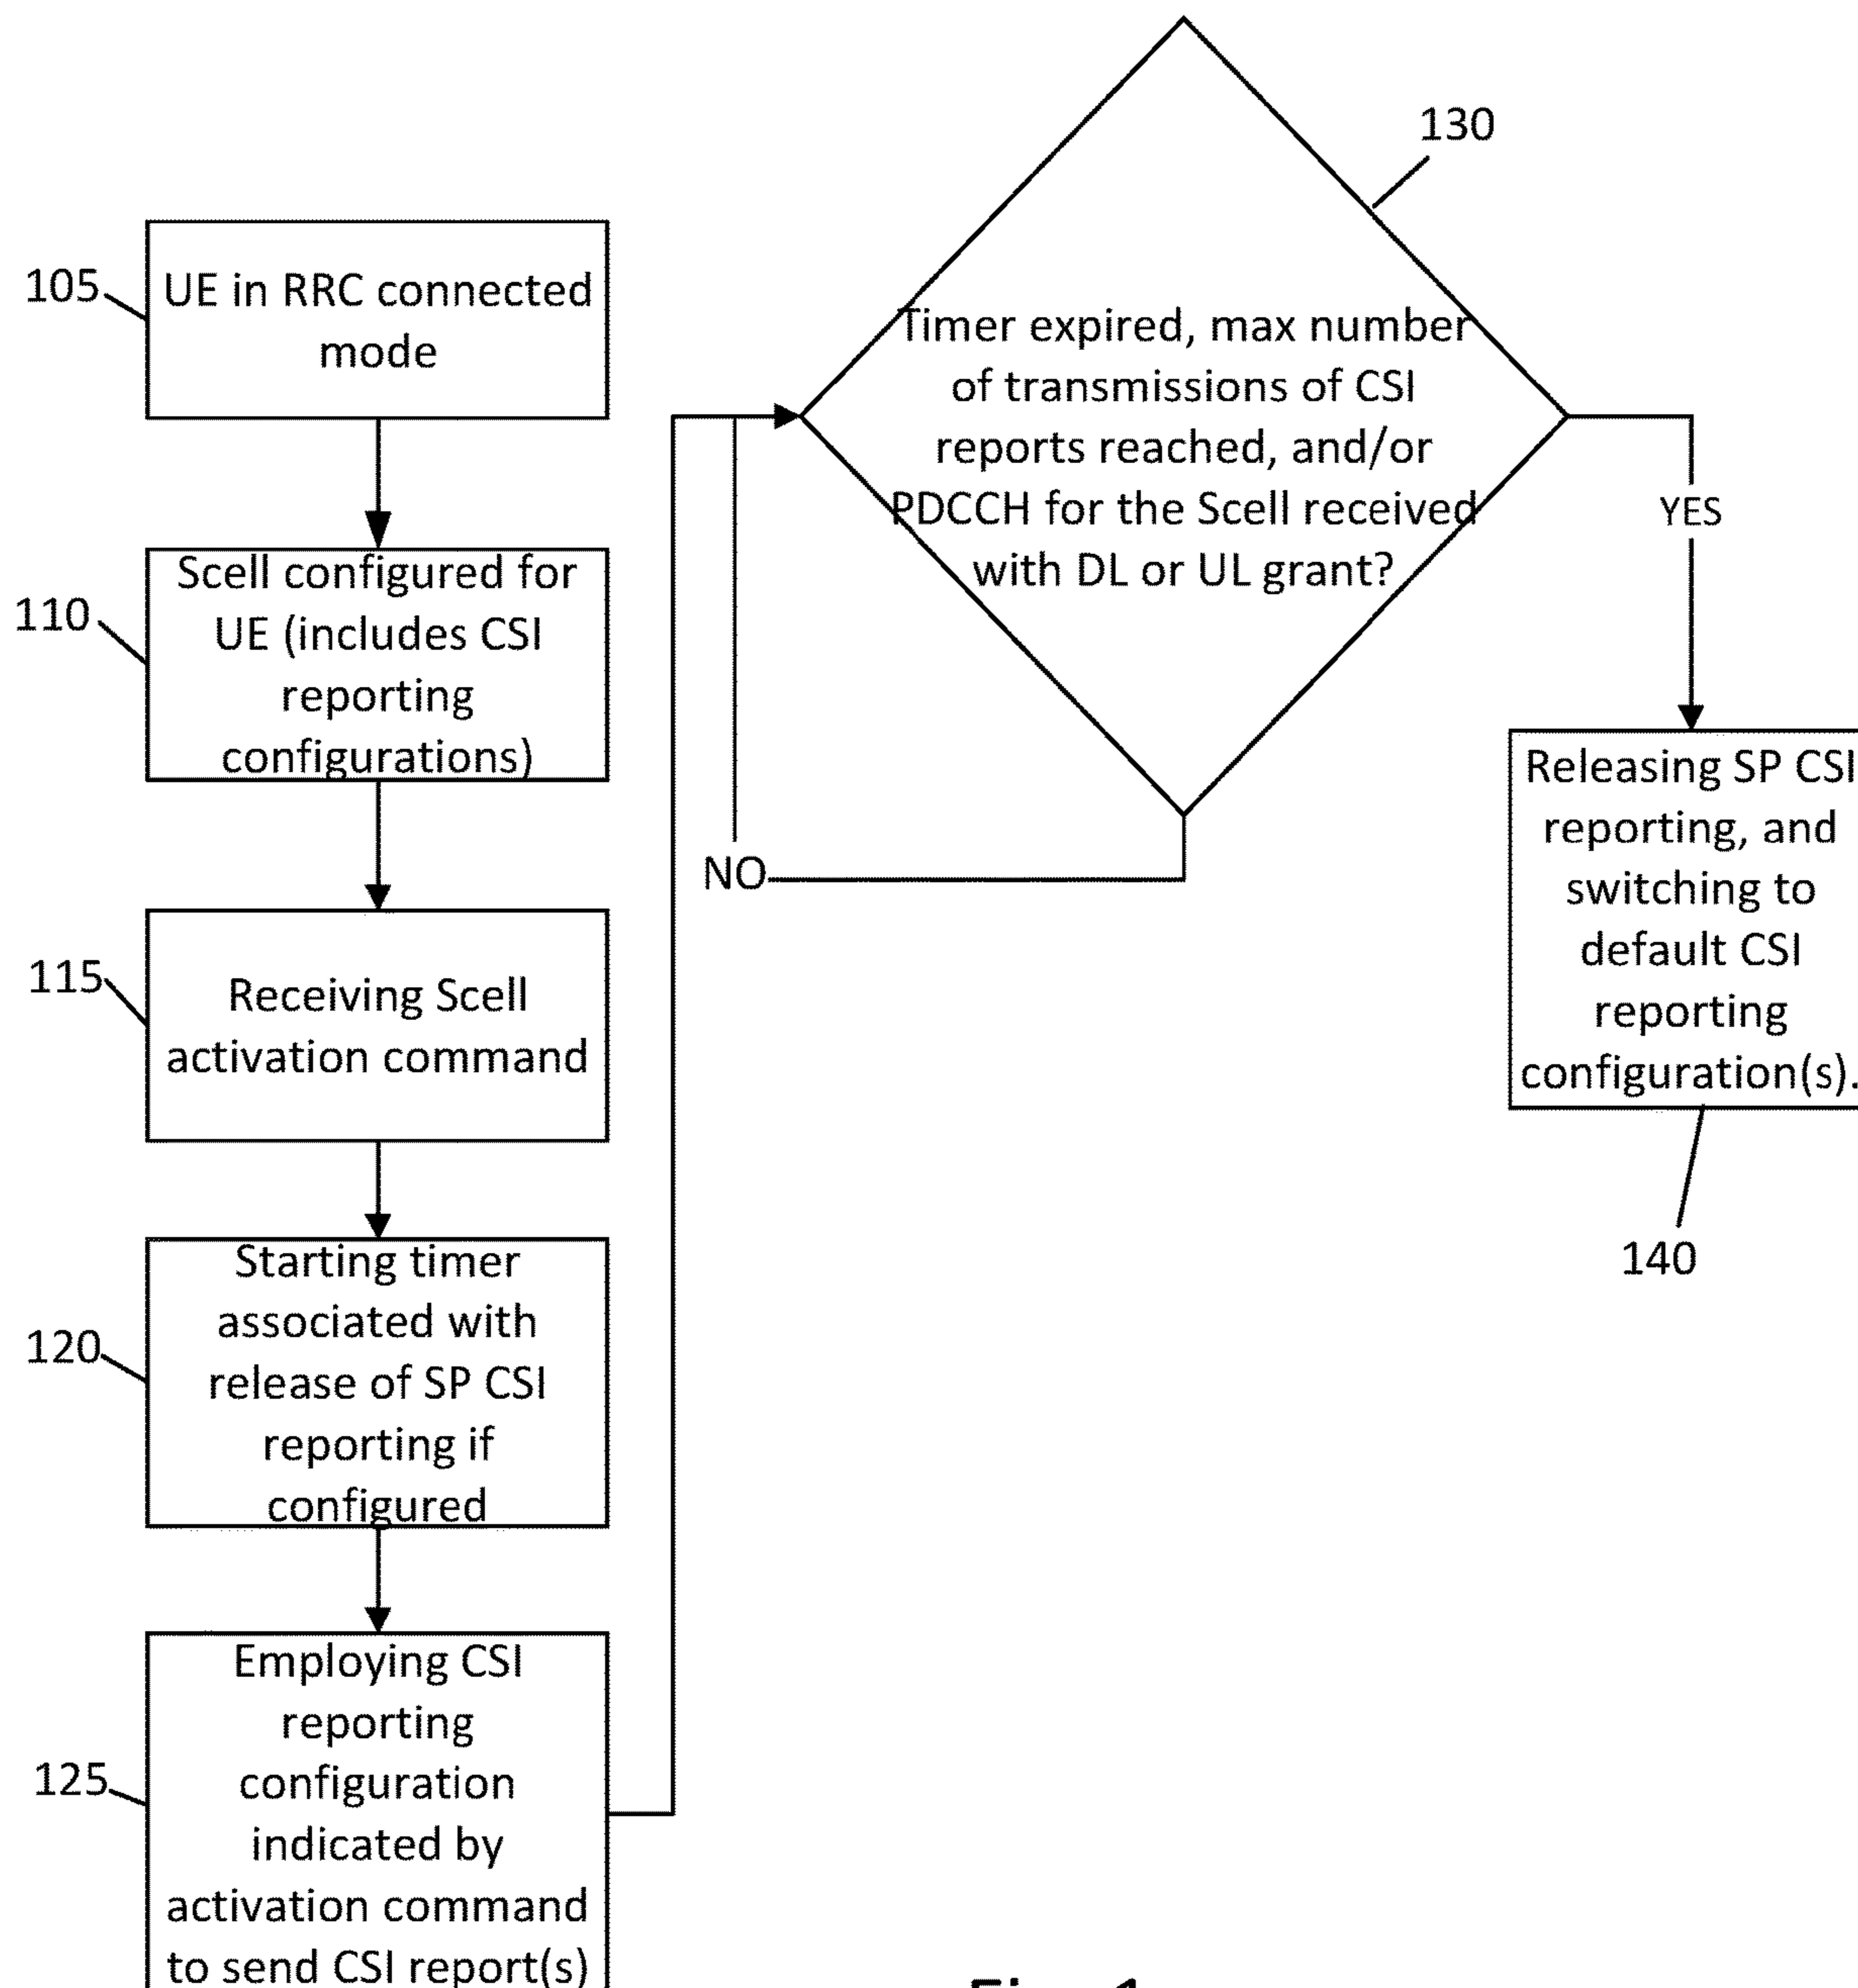 105
UE in RRC connected
mode
110
Scell configured for
UE (includes CSI
reporting
configurations)
115
Receiving Scell
activation command
120
Starting timer
associated with
release of SP CSI
reporting if
configured
125
Employing CSI
reporting
configuration
indicated by
activation command
to send CSI report(s)
130
Timer expired, max number
of transmissions of CSI
reports reached, and/or
PDCCH for the Scell received
with DL or UL grant?
NO
YES
Releasing SP CSI
reporting, and
switching to
default CSI
reporting
configuration(s).
140
Fig. 1